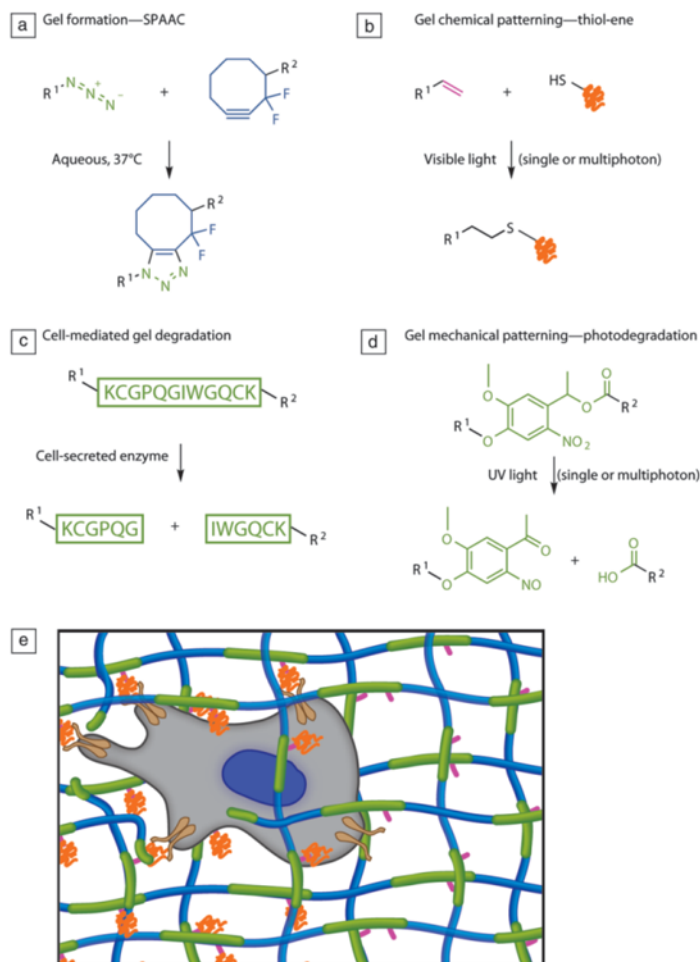 a Gel formation—SPAAC
R¹ N N⁺ N⁻ + R² F F
Aqueous, 37°C
R² F F R¹ N N N
b Gel chemical patterning—thiol-ene
R¹ + HS
Visible light (single or multiphoton)
R¹ S
c Cell-mediated gel degradation
R¹ KCGPQGIWGQCK R₂
Cell-secreted enzyme
R¹ KCGPQG + IWGQCK R₂
d Gel mechanical patterning—photodegradation
O O R² R¹ O O NO₂
UV light (single or multiphoton)
O O R¹ O NO + O HO R²
e